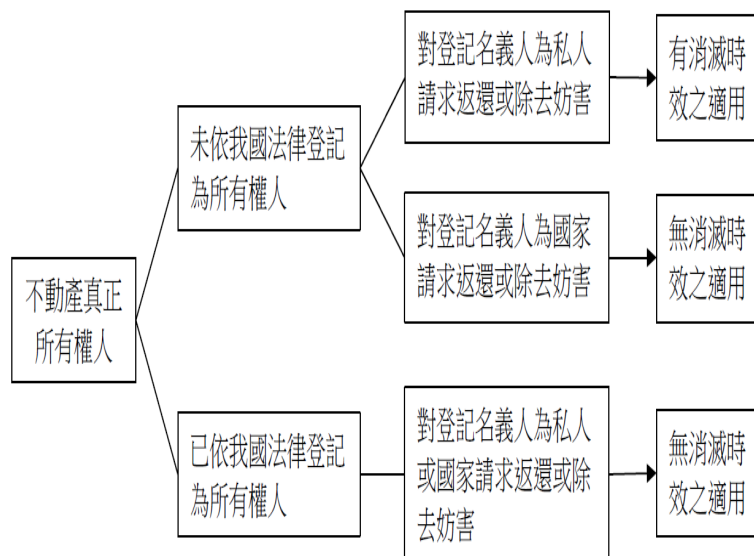 不動產真正
所有權人
未依我國法律登記
為所有權人
對登記名義人為私人
請求返還或除去妨害
有消滅時
效之適用
對登記名義人為國家
請求返還或除去妨害
無消滅時
效之適用
已依我國法律登記
為所有權人
對登記名義人為私人
或國家請求返還或除
去妨害
無消滅時
效之適用